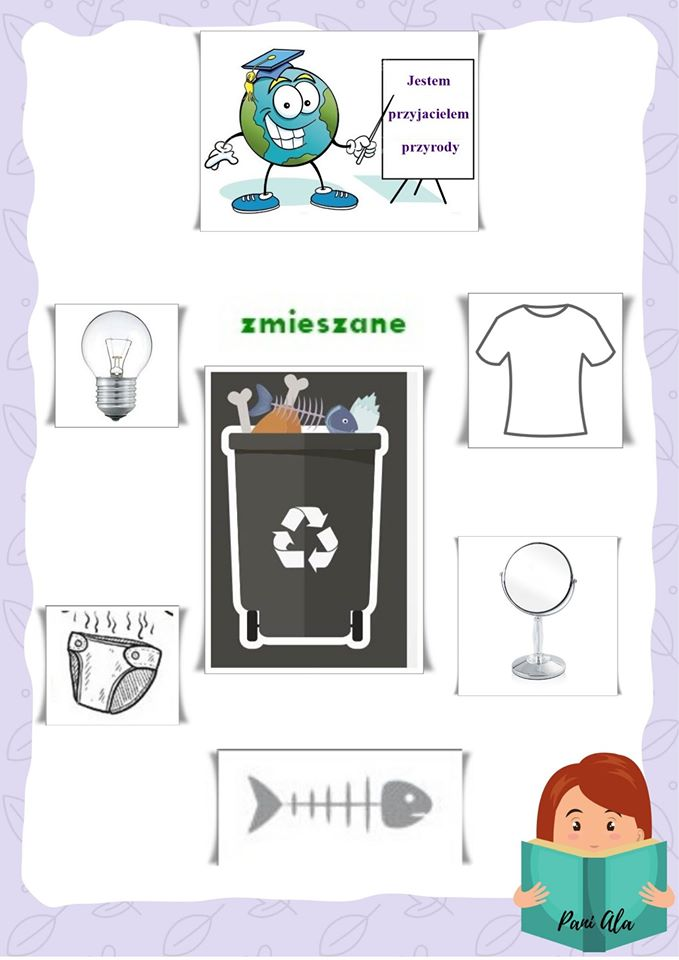 Jestem
przyjacielem
przyrody
zmieszane
Pani Ala